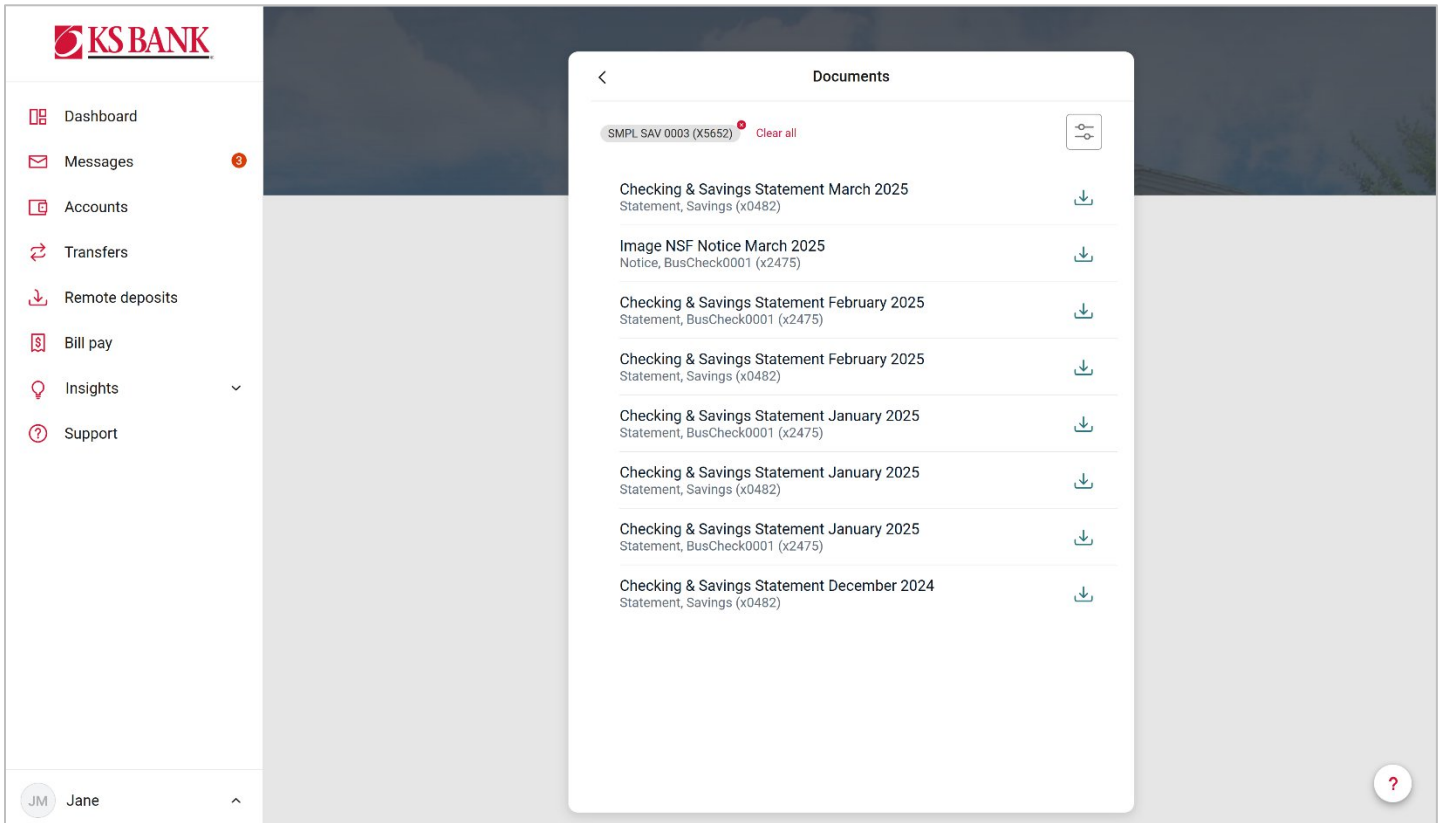 KS BANK
Dashboard
Messages
3
Accounts
Transfers
Remote deposits
Bill pay
Insights
Support
JM Jane
Documents
SMPL SAV 0003 (X5652) Clear all
Checking & Savings Statement March 2025
Statement, Savings (x0482)
Image NSF Notice March 2025
Notice, BusCheck0001 (x2475)
Checking & Savings Statement February 2025
Statement, BusCheck0001 (x2475)
Checking & Savings Statement February 2025
Statement, Savings (x0482)
Checking & Savings Statement January 2025
Statement, BusCheck0001 (x2475)
Checking & Savings Statement January 2025
Statement, Savings (x0482)
Checking & Savings Statement January 2025
Statement, BusCheck0001 (x2475)
Checking & Savings Statement December 2024
Statement, Savings (x0482)
?